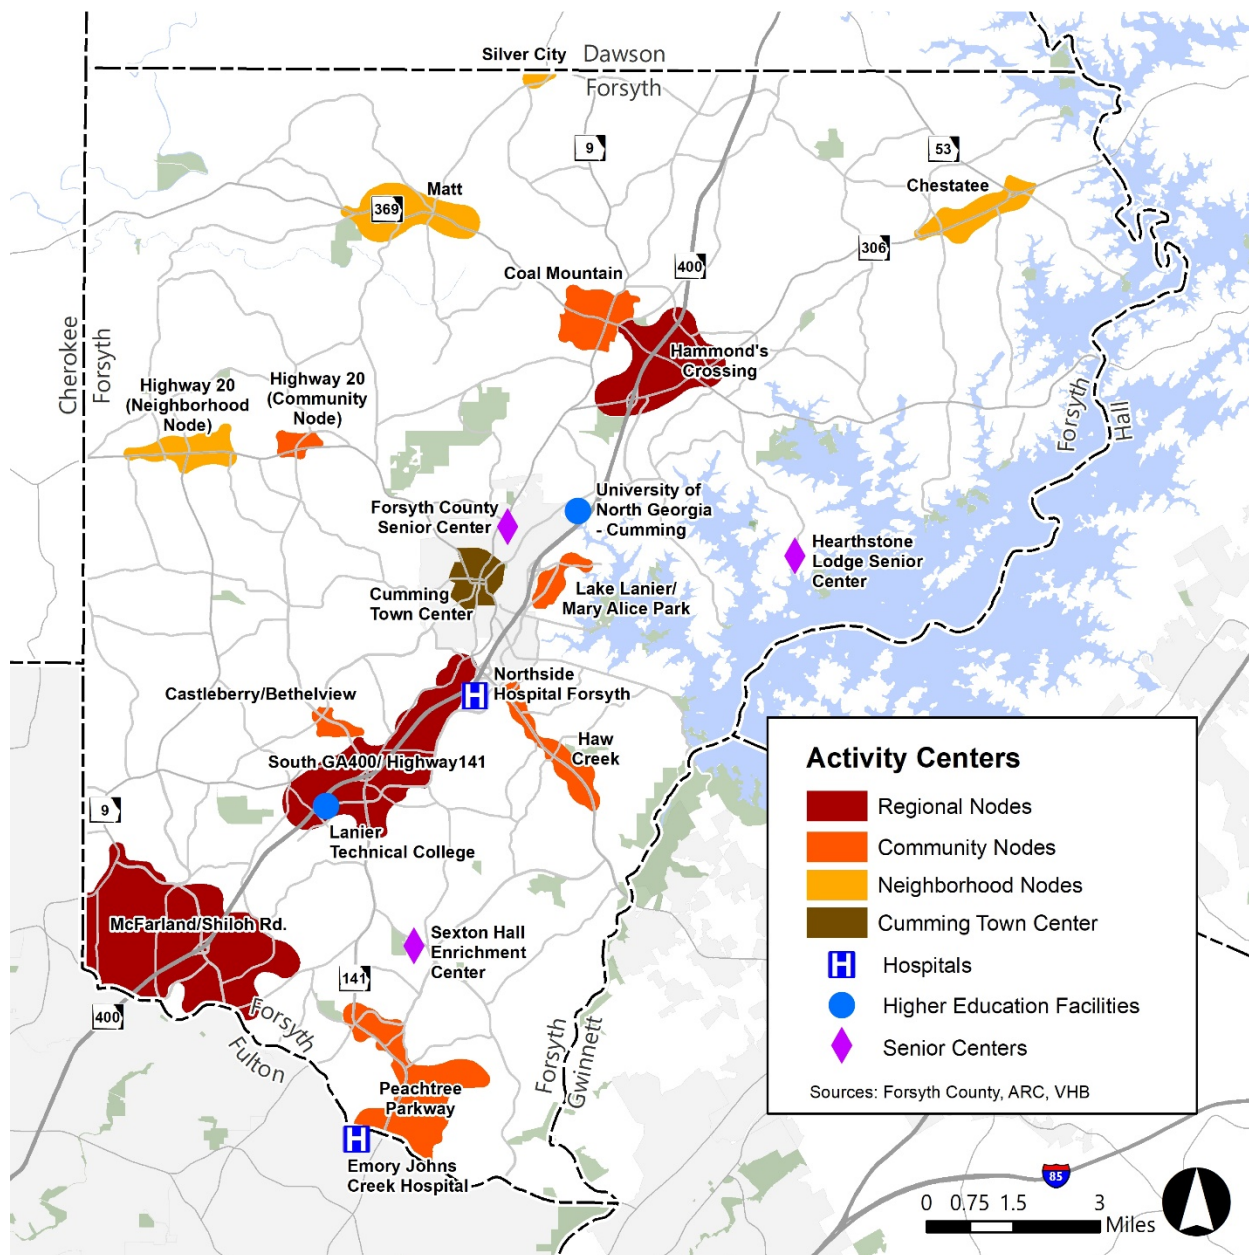 Silver City
Dawson
Forsyth
9
53
Matt
369
Chestatee
306
Coal Mountain
400
Hammond's
Crossing
Cherokee
Forsyth
Highway 20
(Neighborhood
Node)
Highway 20
(Community
Node)
Forsyth
Hall
Forsyth County
Senior Center
University of
North Georgia
- Cumming
Hearthstone
Lodge Senior
Center
Cumming
Town Center
Lake Lanier/
Mary Alice Park
Northside
Hospital Forsyth
H
Castleberry/Bethelview
Haw
Creek
South GA400/ Highway141
9
Lanier
Technical College
McFarland/Shiloh Rd.
Sexton Hall
Enrichment
Center
141
400
Forsyth
Fulton
Forsyth
Gwinnett
Peachtree
Parkway
H
Emory Johns
Creek Hospital
Activity Centers
Regional Nodes
Community Nodes
Neighborhood Nodes
Cumming Town Center
H Hospitals
Higher Education Facilities
Senior Centers
Sources: Forsyth County, ARC, VHB
85
0 0.75 1.5 3
Miles